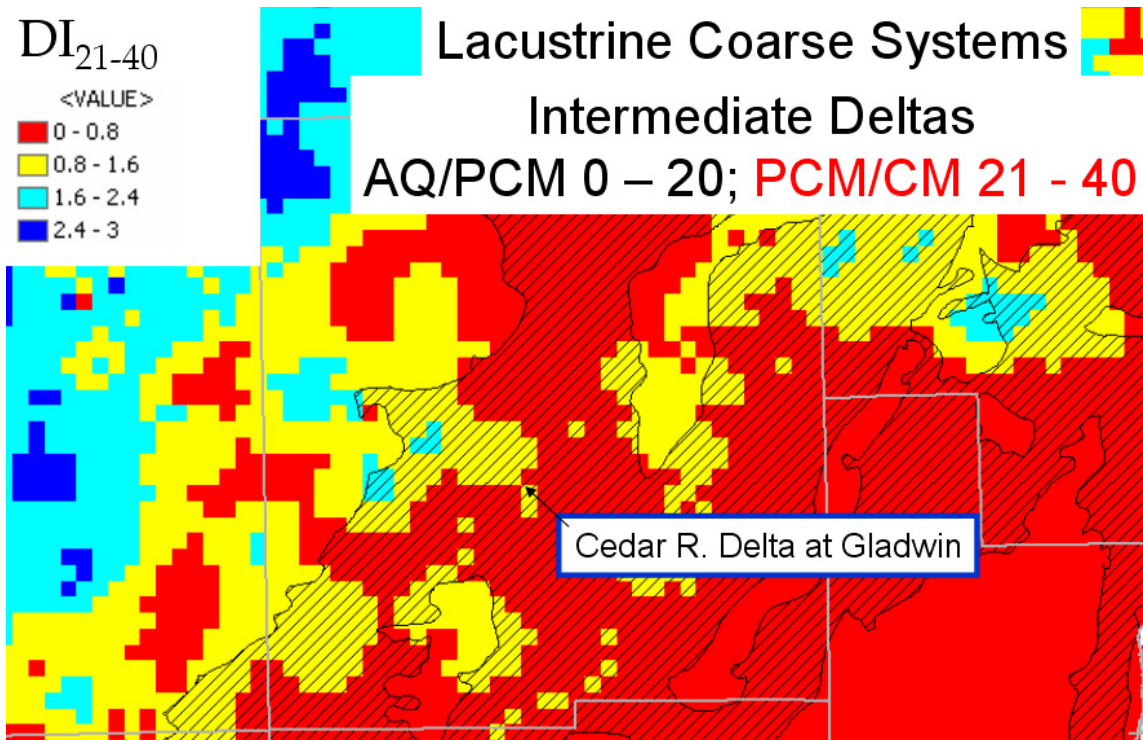 DI21-40
<VALUE>
0 - 0.8
0.8 - 1.6
1.6 - 2.4
2.4 - 3
Lacustrine Coarse Systems
Intermediate Deltas
AQ/PCM 0 – 20; PCM/CM 21 - 40
Cedar R. Delta at Gladwin